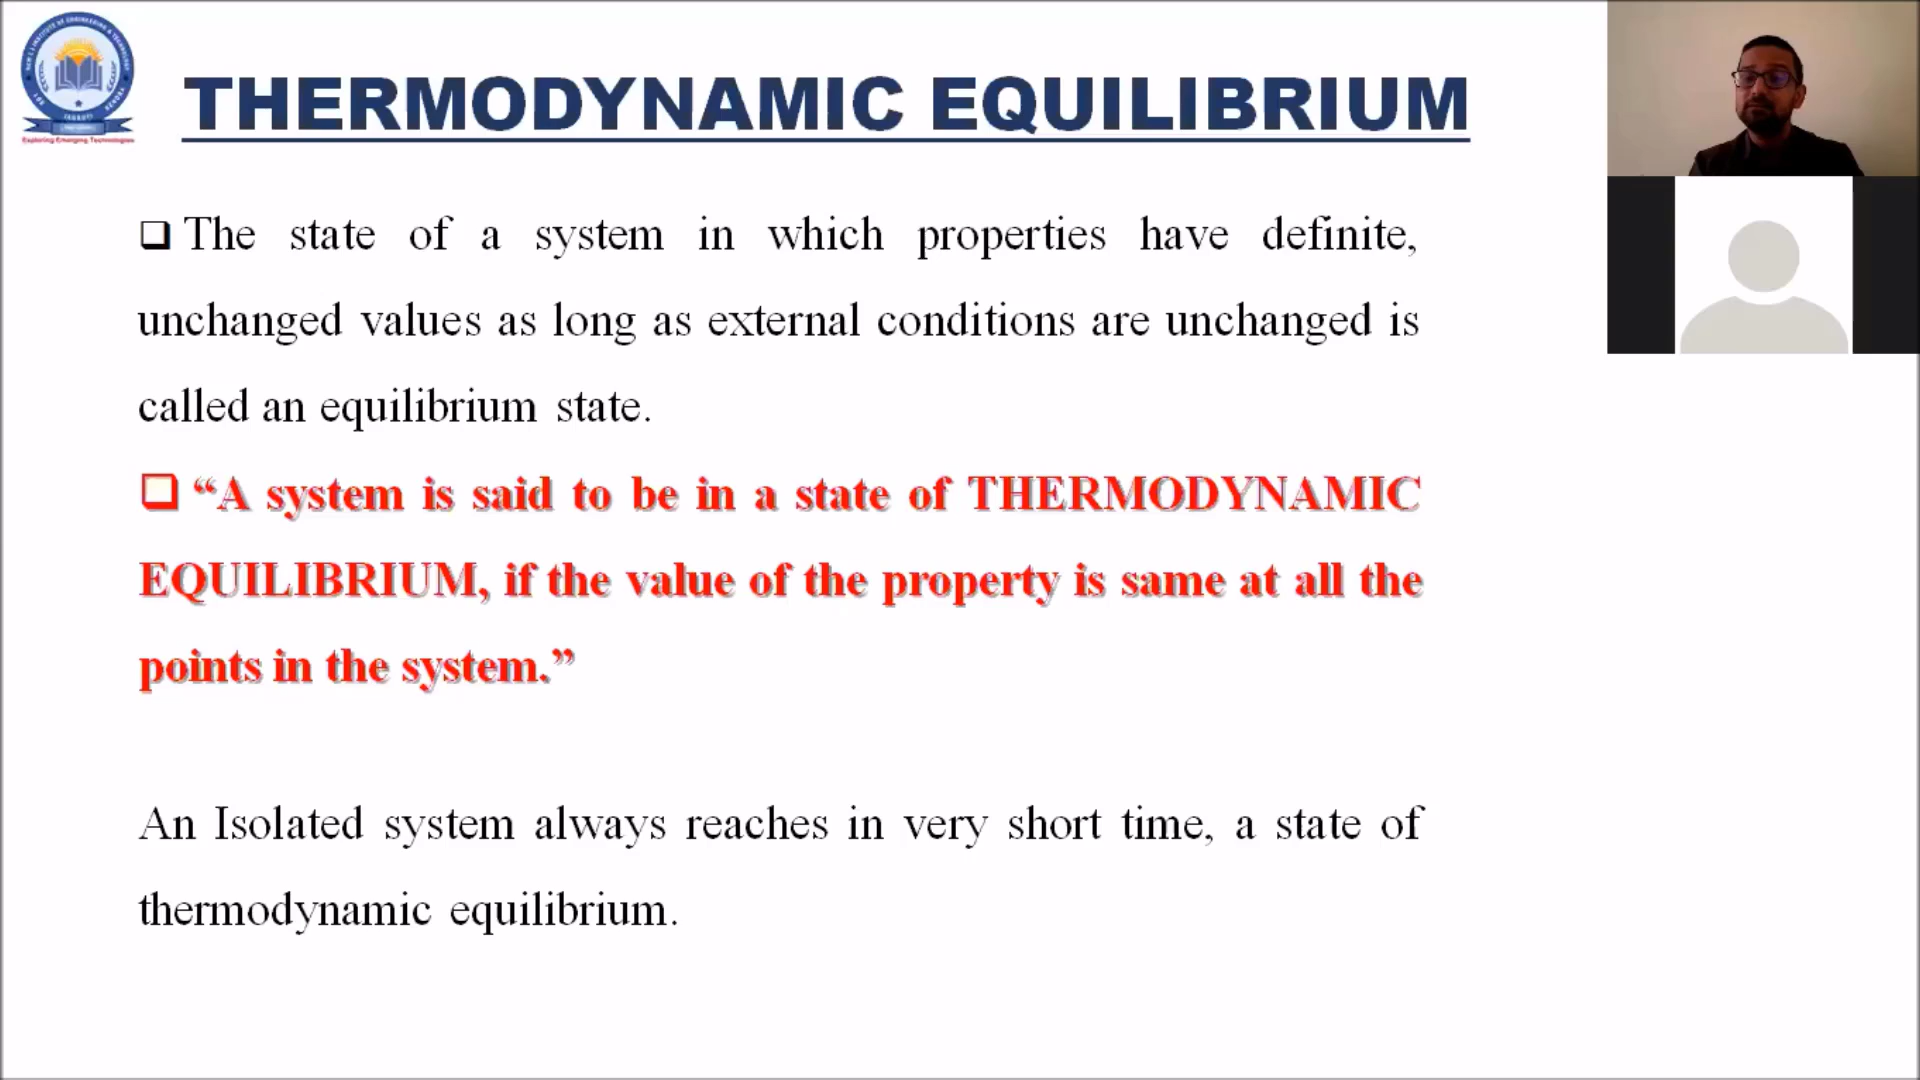 THERMODYNAMIC EQUILIBRIUM
Exploring Emerging Technologies
The state of a system in which properties have definite,
unchanged values as long as external conditions are unchanged is
called an equilibrium state.
“A system is said to be in a state of THERMODYNAMIC
EQUILIBRIUM, if the value of the property is same at all the
points in the system.”
An Isolated system always reaches in very short time, a state of
thermodynamic equilibrium.